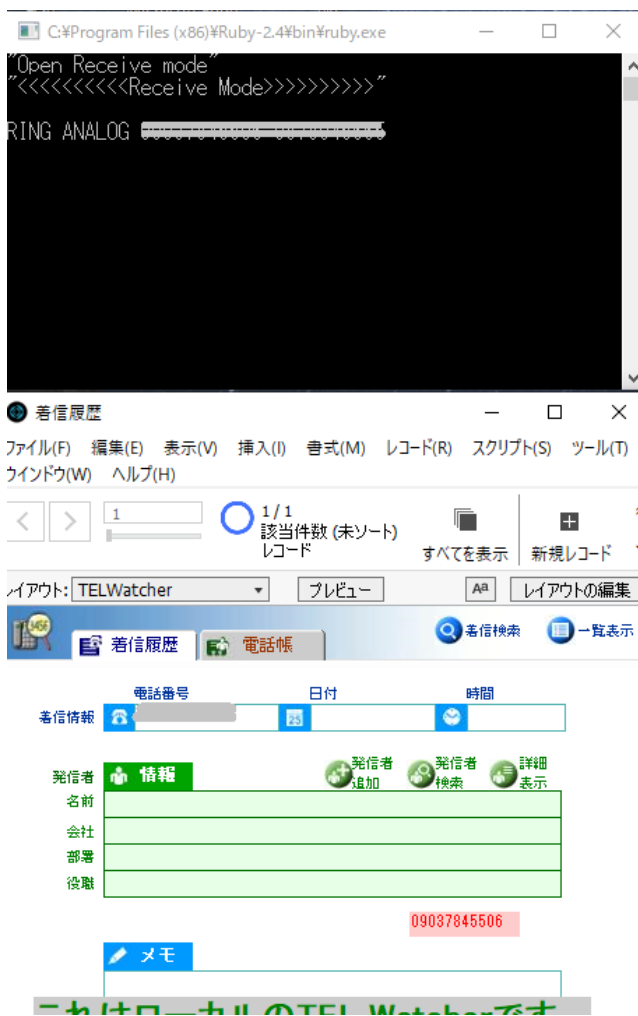 C:¥Program Files (x86)¥Ruby-2.4¥bin¥ruby.exe
"Open Receive mode"
"<<<<<<<<<<Receive Mode>>>>>>>>>>"
RING ANALOG
着信履歴
ファイル(F) 編集(E) 表示(V) 挿入(I) 書式(M) レコード(R) スクリプト(S) ツール(T)
ウインドウ(W) ヘルプ(H)
1
1 / 1
該当件数 (未ソート)
レコード
すべてを表示
新規レコード
レイアウト: TELWatcher プレビュー Aa レイアウトの編集
着信履歴 電話帳 着信検索 一覧表示
電話番号 日付 時間
着信情報
25
発信者 情報 発信者追加 発信者検索 詳細表示
名前
会社
部署
役職
09037845506
メモ
これはローカルのTEL Watcherです